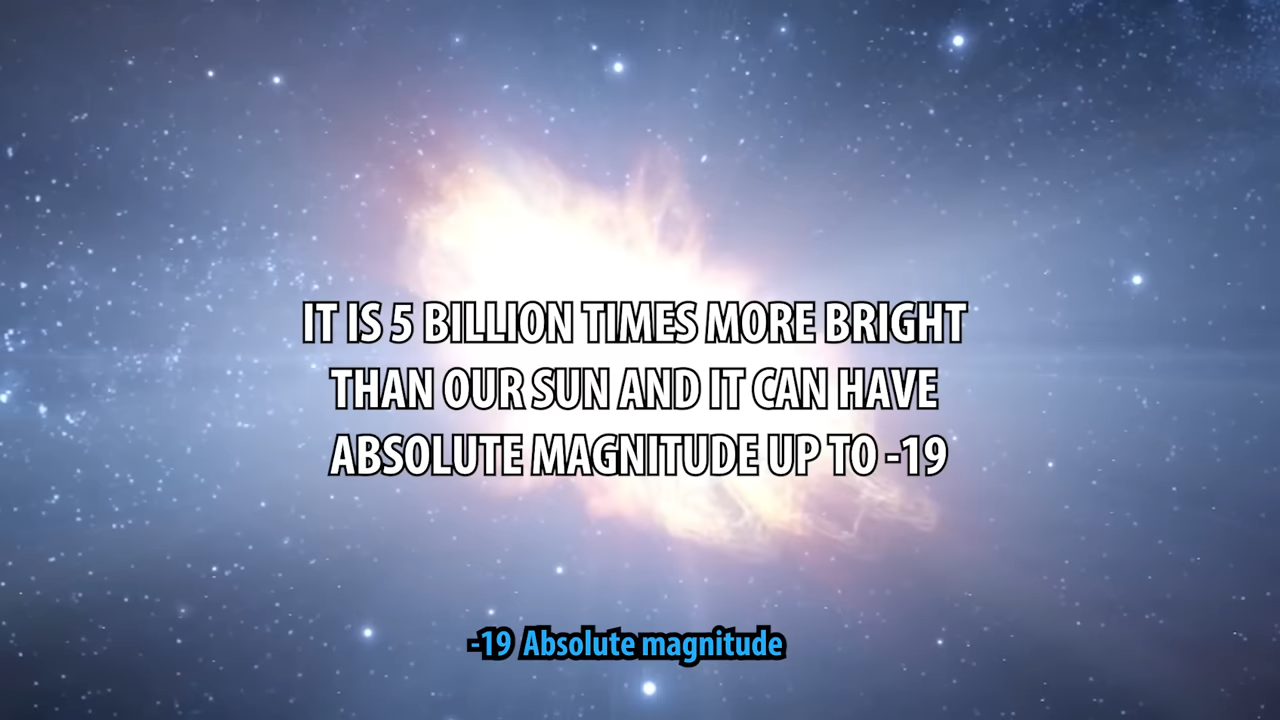 IT IS 5 BILLION TIMES MORE BRIGHT
THAN OUR SUN AND IT CAN HAVE
ABSOLUTE MAGNITUDE UP TO -19
-19 Absolute magnitude